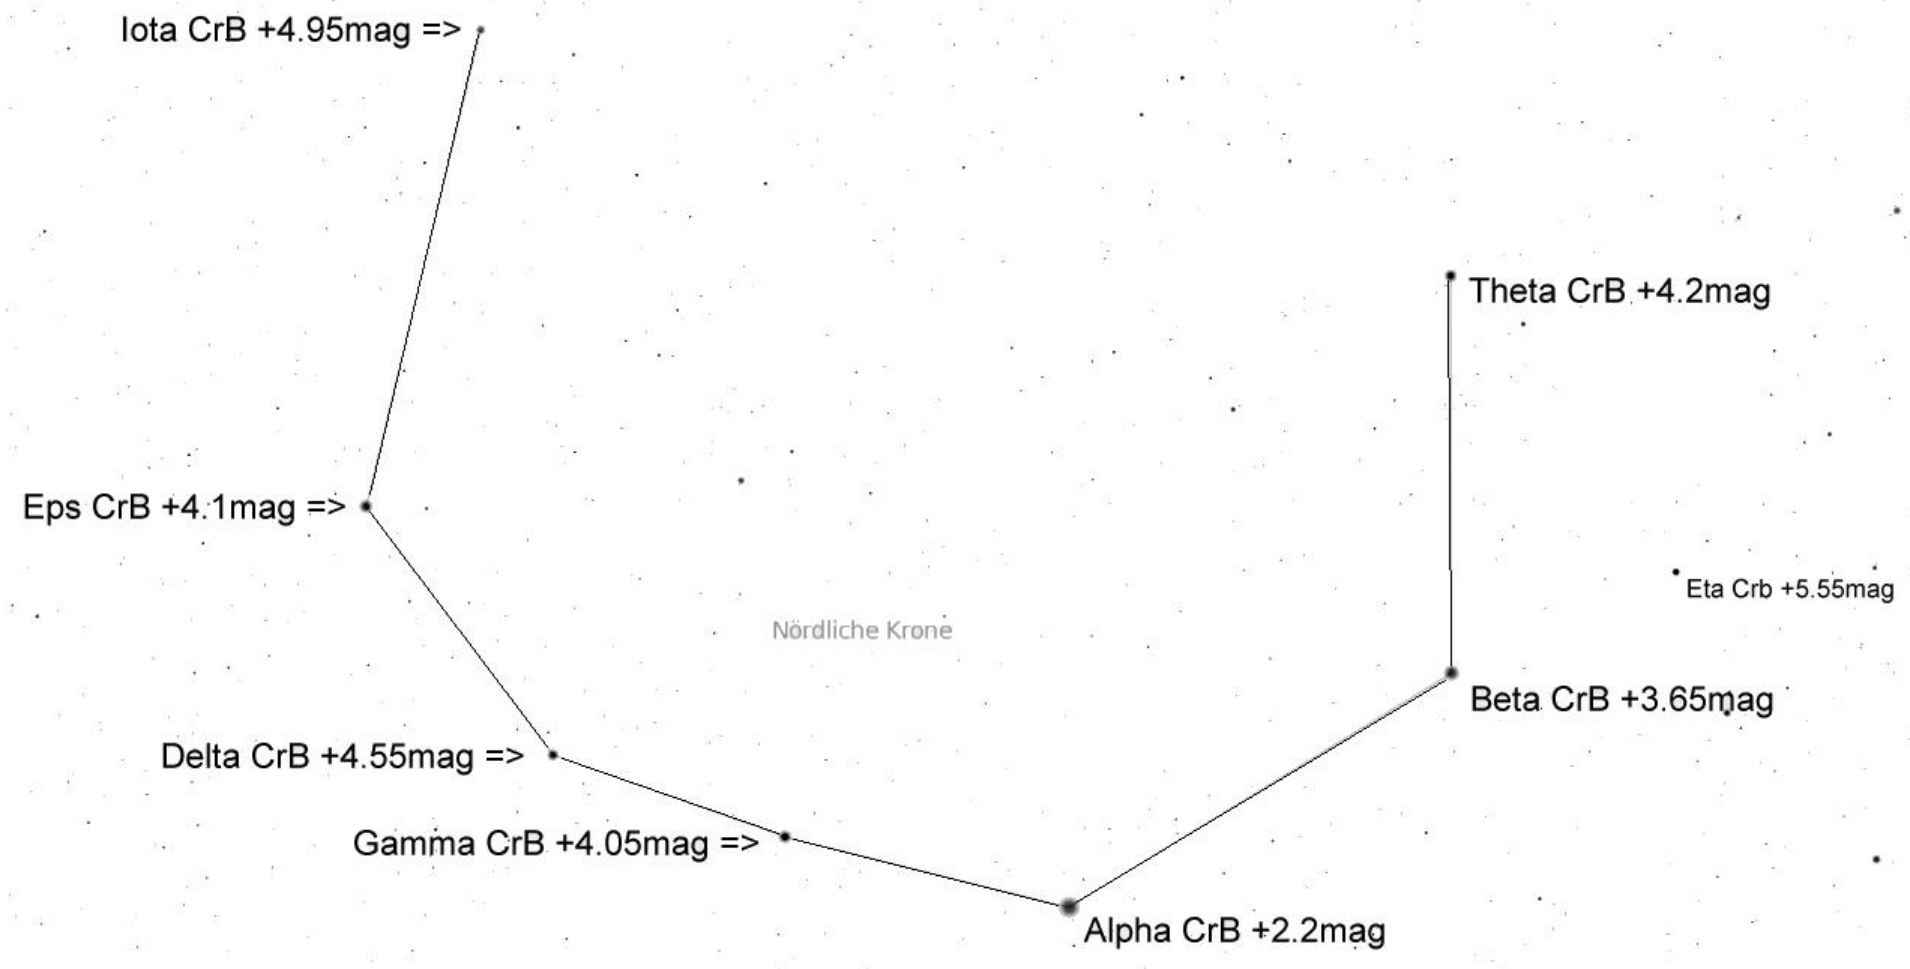 Iota CrB +4.95mag =>
Theta CrB +4.2mag
Eps CrB +4.1mag =>
Eta Crb +5.55mag
Nördliche Krone
Beta CrB +3.65mag
Delta CrB +4.55mag =>
Gamma CrB +4.05mag =>
Alpha CrB +2.2mag